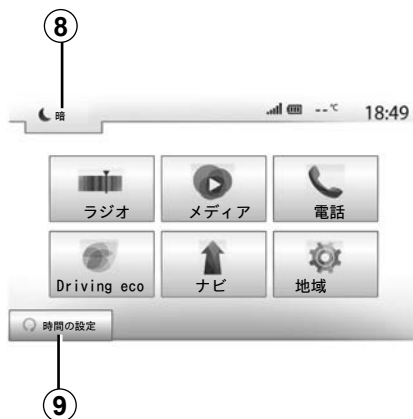 8
暗 --℃ 18:49
ラジオ メディア 電話
Driving eco ナビ 地域
時間の設定
9